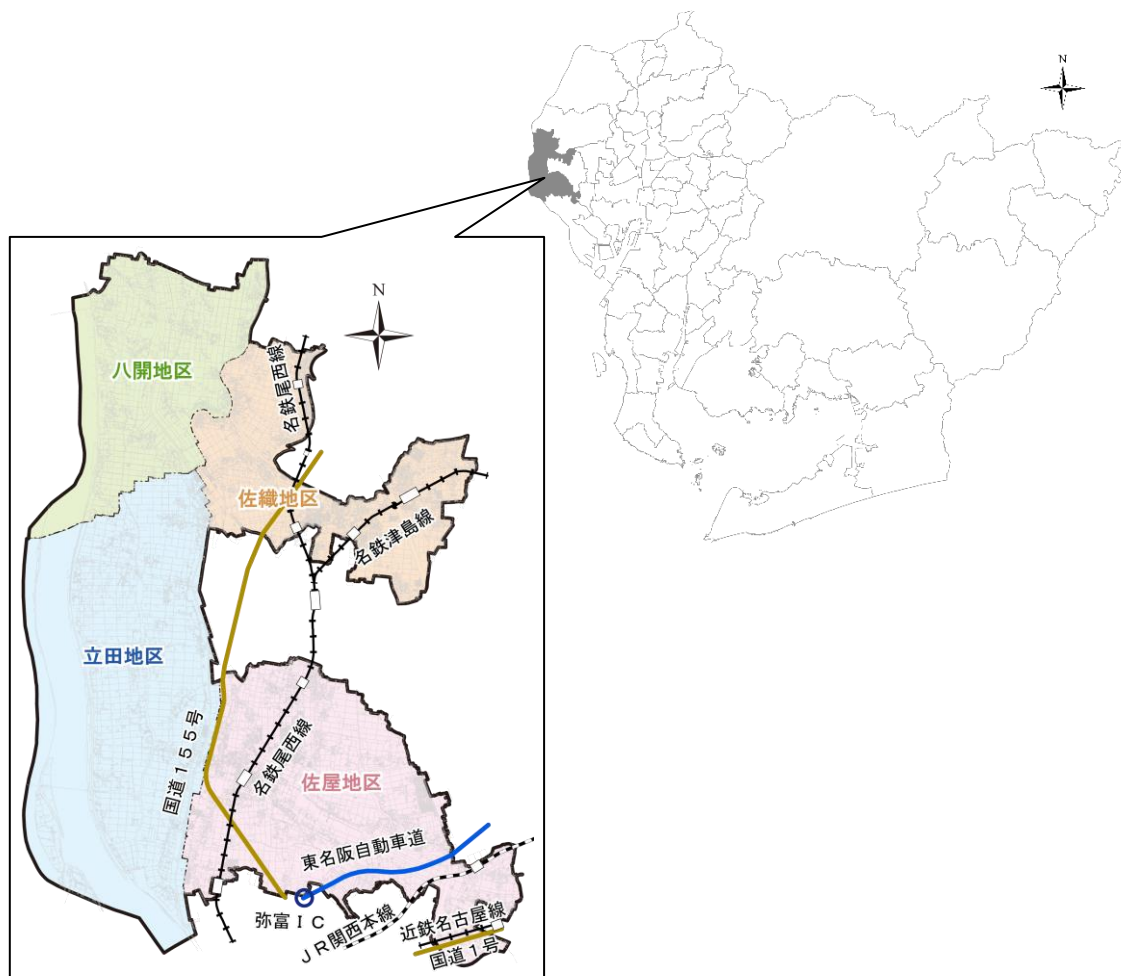 N
N
八開地区
名鉄尾西線
佐織地区
名鉄津島線
立田地区
国道１５５号
名鉄尾西線
佐屋地区
東名阪自動車道
弥富ＩＣ
ＪＲ関西本線
近鉄名古屋線
国道１号